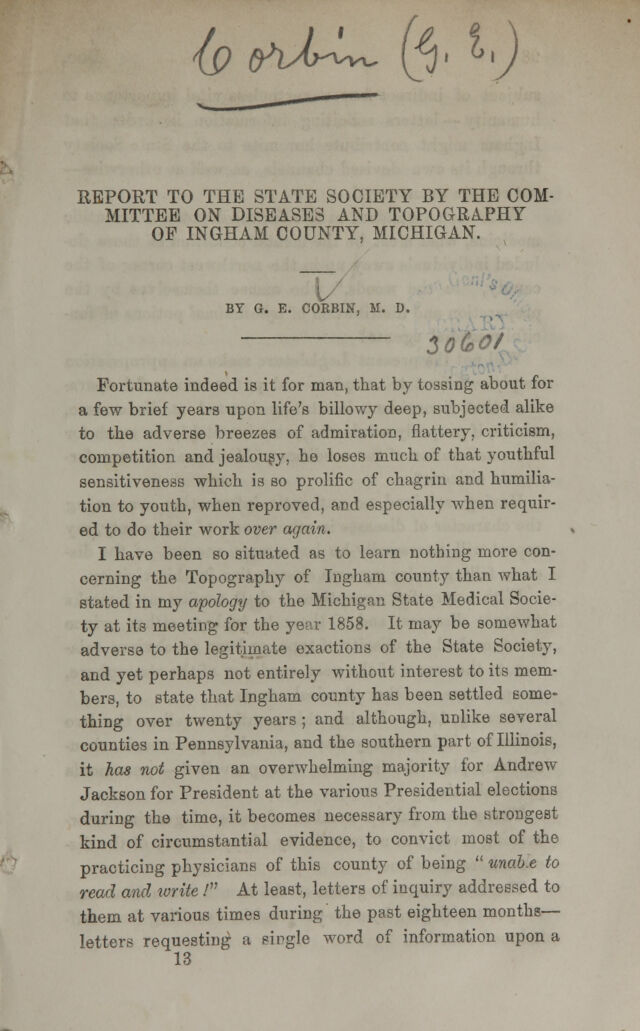 Corbin (G. E.)
REPORT TO THE STATE SOCIETY BY THE COM-
MITTEE ON DISEASES AND TOPOGRAPHY
OF INGHAM COUNTY, MICHIGAN.
Genl's
BY G. E. CORBIN, M. D.
30601
Fortunate indeed is it for man, that by tossing about for
a few brief years upon life's billowy deep, subjected alike
to the adverse breezes of admiration, flattery, criticism,
competition and jealousy, he loses much of that youthful
sensitiveness which is so prolific of chagrin and humilia-
tion to youth, when reproved, and especially when requir-
ed to do their work over again.
I have been so situated as to learn nothing more con-
cerning the Topography of Ingham county than what I
stated in my apology to the Michigan State Medical Socie-
ty at its meeting for the year 1858. It may be somewhat
adverse to the legitimate exactions of the State Society,
and yet perhaps not entirely without interest to its mem-
bers, to state that Ingham county has been settled some-
thing over twenty years ; and although, unlike several
counties in Pennsylvania, and the southern part of Illinois,
it has not given an overwhelming majority for Andrew
Jackson for President at the various Presidential elections
during the time, it becomes necessary from the strongest
kind of circumstantial evidence, to convict most of the
practicing physicians of this county of being " unable to
read and write !" At least, letters of inquiry addressed to
them at various times during the past eighteen months—
letters requesting a single word of information upon a
13